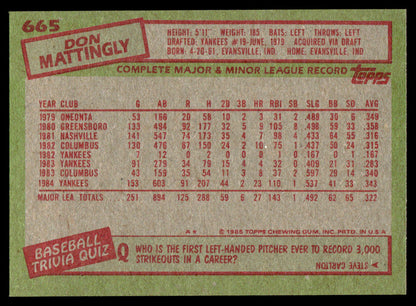 665
DON
MATTINGLY
HEIGHT: 5'11" WEIGHT: 185 BATS: LEFT THROWS: LEFT
DRAFTED: YANKEES #19-JUNE, 1979 ACQUIRED: VIA DRAFT
BORN: 4-20-61, EVANSVILLE, IND. HOME: EVANSVILLE, IND.
COMPLETE MAJOR & MINOR LEAGUE RECORD
TOPPS
YEAR CLUB G AB R H 2B 3B HR RBI SB SLG BB SO AVG
1979 ONEONTA 53 166 20 58 10 2 3 31 2 .488 30 6 .349
1980 GREENSBORO 133 494 92 177 32 5 9 105 8 .498 59 33 .358
1981 NASHVILLE 141 547 74 173 35 4 7 98 4 .433 64 55 .316
1982 COLUMBUS 130 476 67 150 24 2 10 75 1 .437 50 24 .315
1982 YANKEES 7 12 0 2 0 0 0 1 0 .167 0 1 .167
1983 YANKEES 91 279 34 79 15 4 4 32 0 .409 21 31 .283
1983 COLUMBUS 43 159 35 54 11 3 8 37 2 .598 29 14 .340
1984 YANKEES 153 603 91 207 44 2 23 110 1 .537 41 33 .343
MAJOR LEA. TOTALS 251 894 125 288 59 6 27 143 1 .492 62 65 .322
A★ © 1985 TOPPS CHEWING GUM, INC. PRTD. IN U.S.A.
BASEBALL
TRIVIA QUIZ
Q WHO IS THE FIRST LEFT-HANDED PITCHER EVER TO RECORD 3,000
STRIKEOUTS IN A CAREER?
A STEVE CARLTON